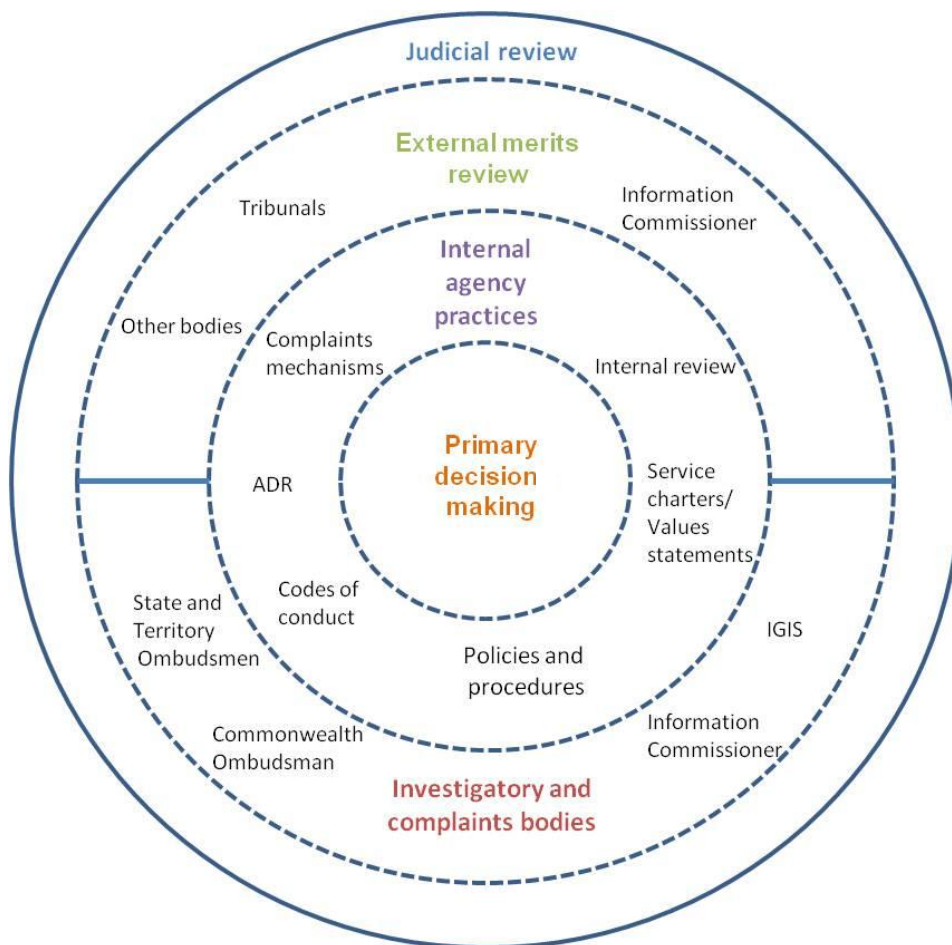 Judicial review
External merits
review
Tribunals
Information
Commissioner
Internal
agency
practices
Other bodies
Complaints
mechanisms
Internal review
Primary
decision
making
ADR
Service
charters/
Values
statements
Codes of
conduct
State and
Territory
Ombudsmen
IGIS
Policies and
procedures
Commonwealth
Ombudsman
Information
Commissioner
Investigatory and
complaints bodies